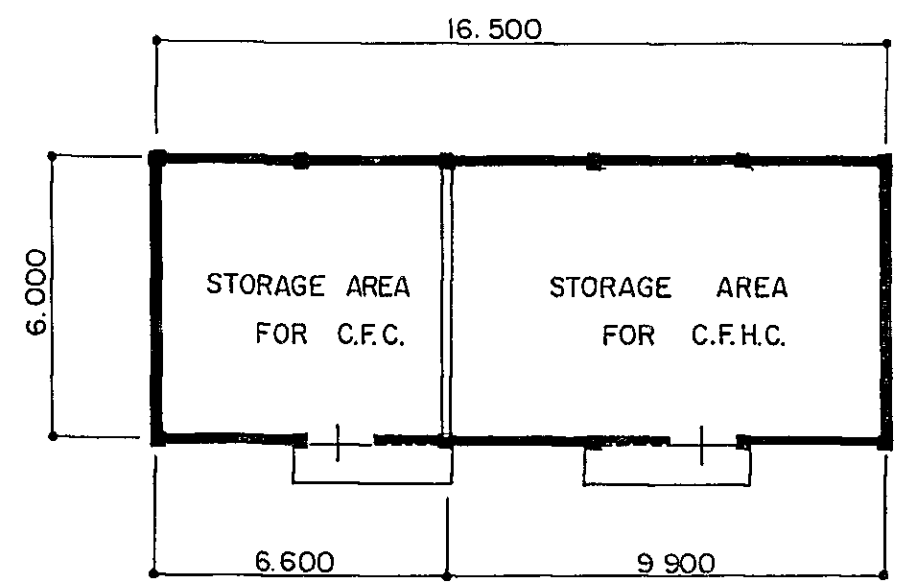 16.500
6.000
STORAGE AREA
FOR C.F.C.
STORAGE AREA
FOR C.F.H.C.
6.600
9 900